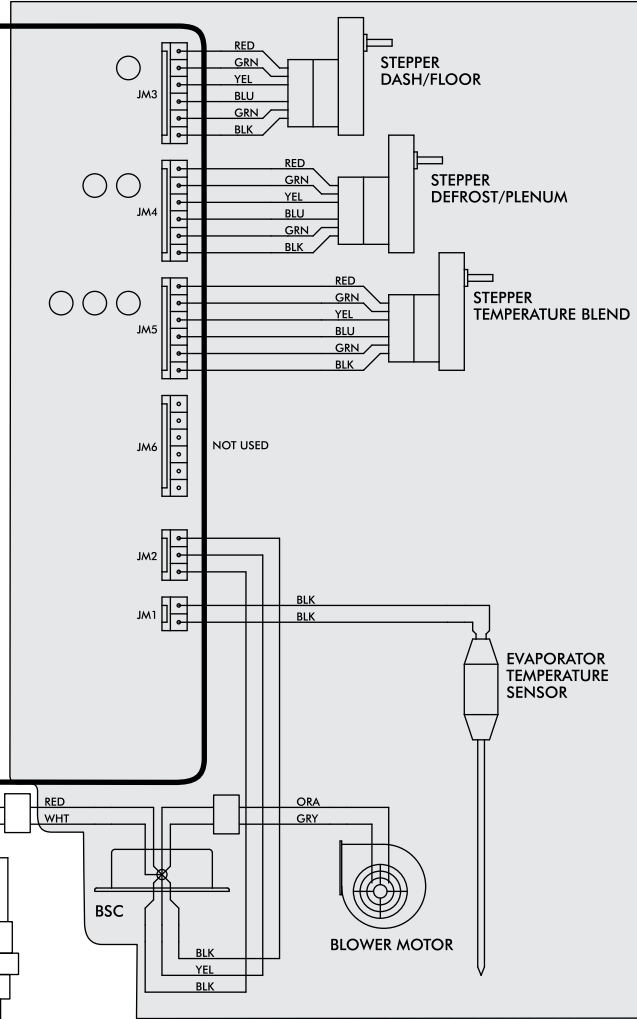 RED
GRN
YEL
BLU
GRN
BLK
JM3
STEPPER
DASH/FLOOR
RED
GRN
YEL
BLU
GRN
BLK
JM4
STEPPER
DEFROST/PLENUM
RED
GRN
YEL
BLU
GRN
BLK
JM5
STEPPER
TEMPERATURE BLEND
JM6
NOT USED
JM2
JM1
BLK
BLK
EVAPORATOR
TEMPERATURE
SENSOR
RED
WHT
ORA
GRY
BSC
BLOWER MOTOR
BLK
YEL
BLK